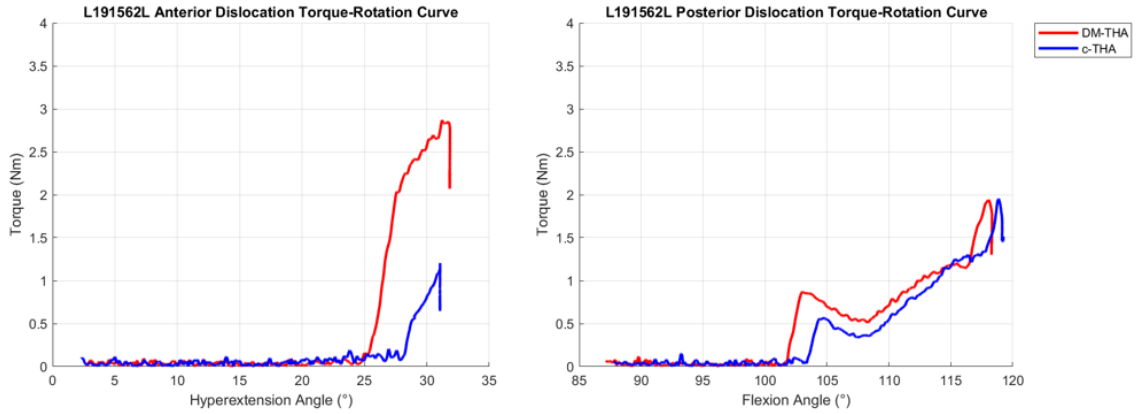 L191562L Anterior Dislocation Torque-Rotation Curve
4
3.5
3
2.5
2
1.5
1
0.5
0
Torque (Nm)
0 5 10 15 20 25 30 35
Hyperextension Angle (°)
L191562L Posterior Dislocation Torque-Rotation Curve
4
3.5
3
2.5
2
1.5
1
0.5
0
Torque (Nm)
85 90 95 100 105 110 115 120
Flexion Angle (°)
DM-THA
c-THA